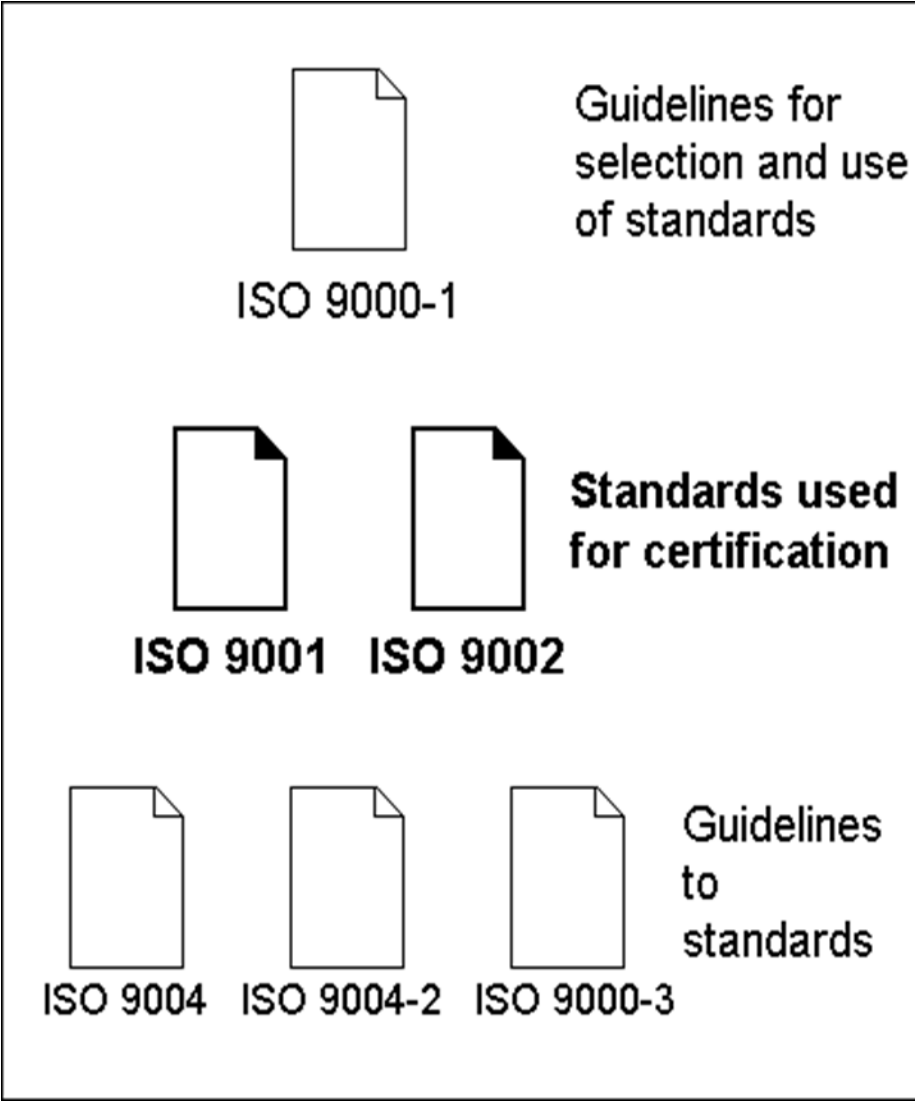 Guidelines for
selection and use
of standards
ISO 9000-1
Standards used
for certification
ISO 9001 ISO 9002
Guidelines
to
standards
ISO 9004 ISO 9004-2 ISO 9000-3